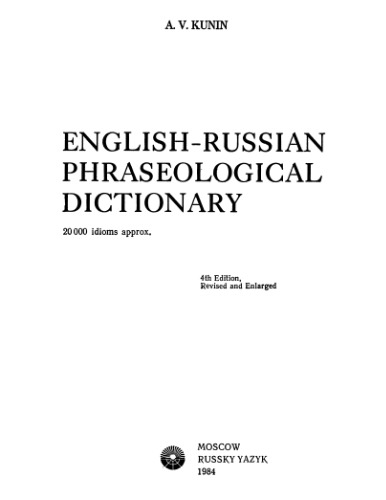 A. V. KUNIN
ENGLISH-RUSSIAN
PHRASEOLOGICAL
DICTIONARY
20 000 idioms approx.
4th Edition,
Revised and Enlarged
MOSCOW
RUSSKY YAZYK
1984